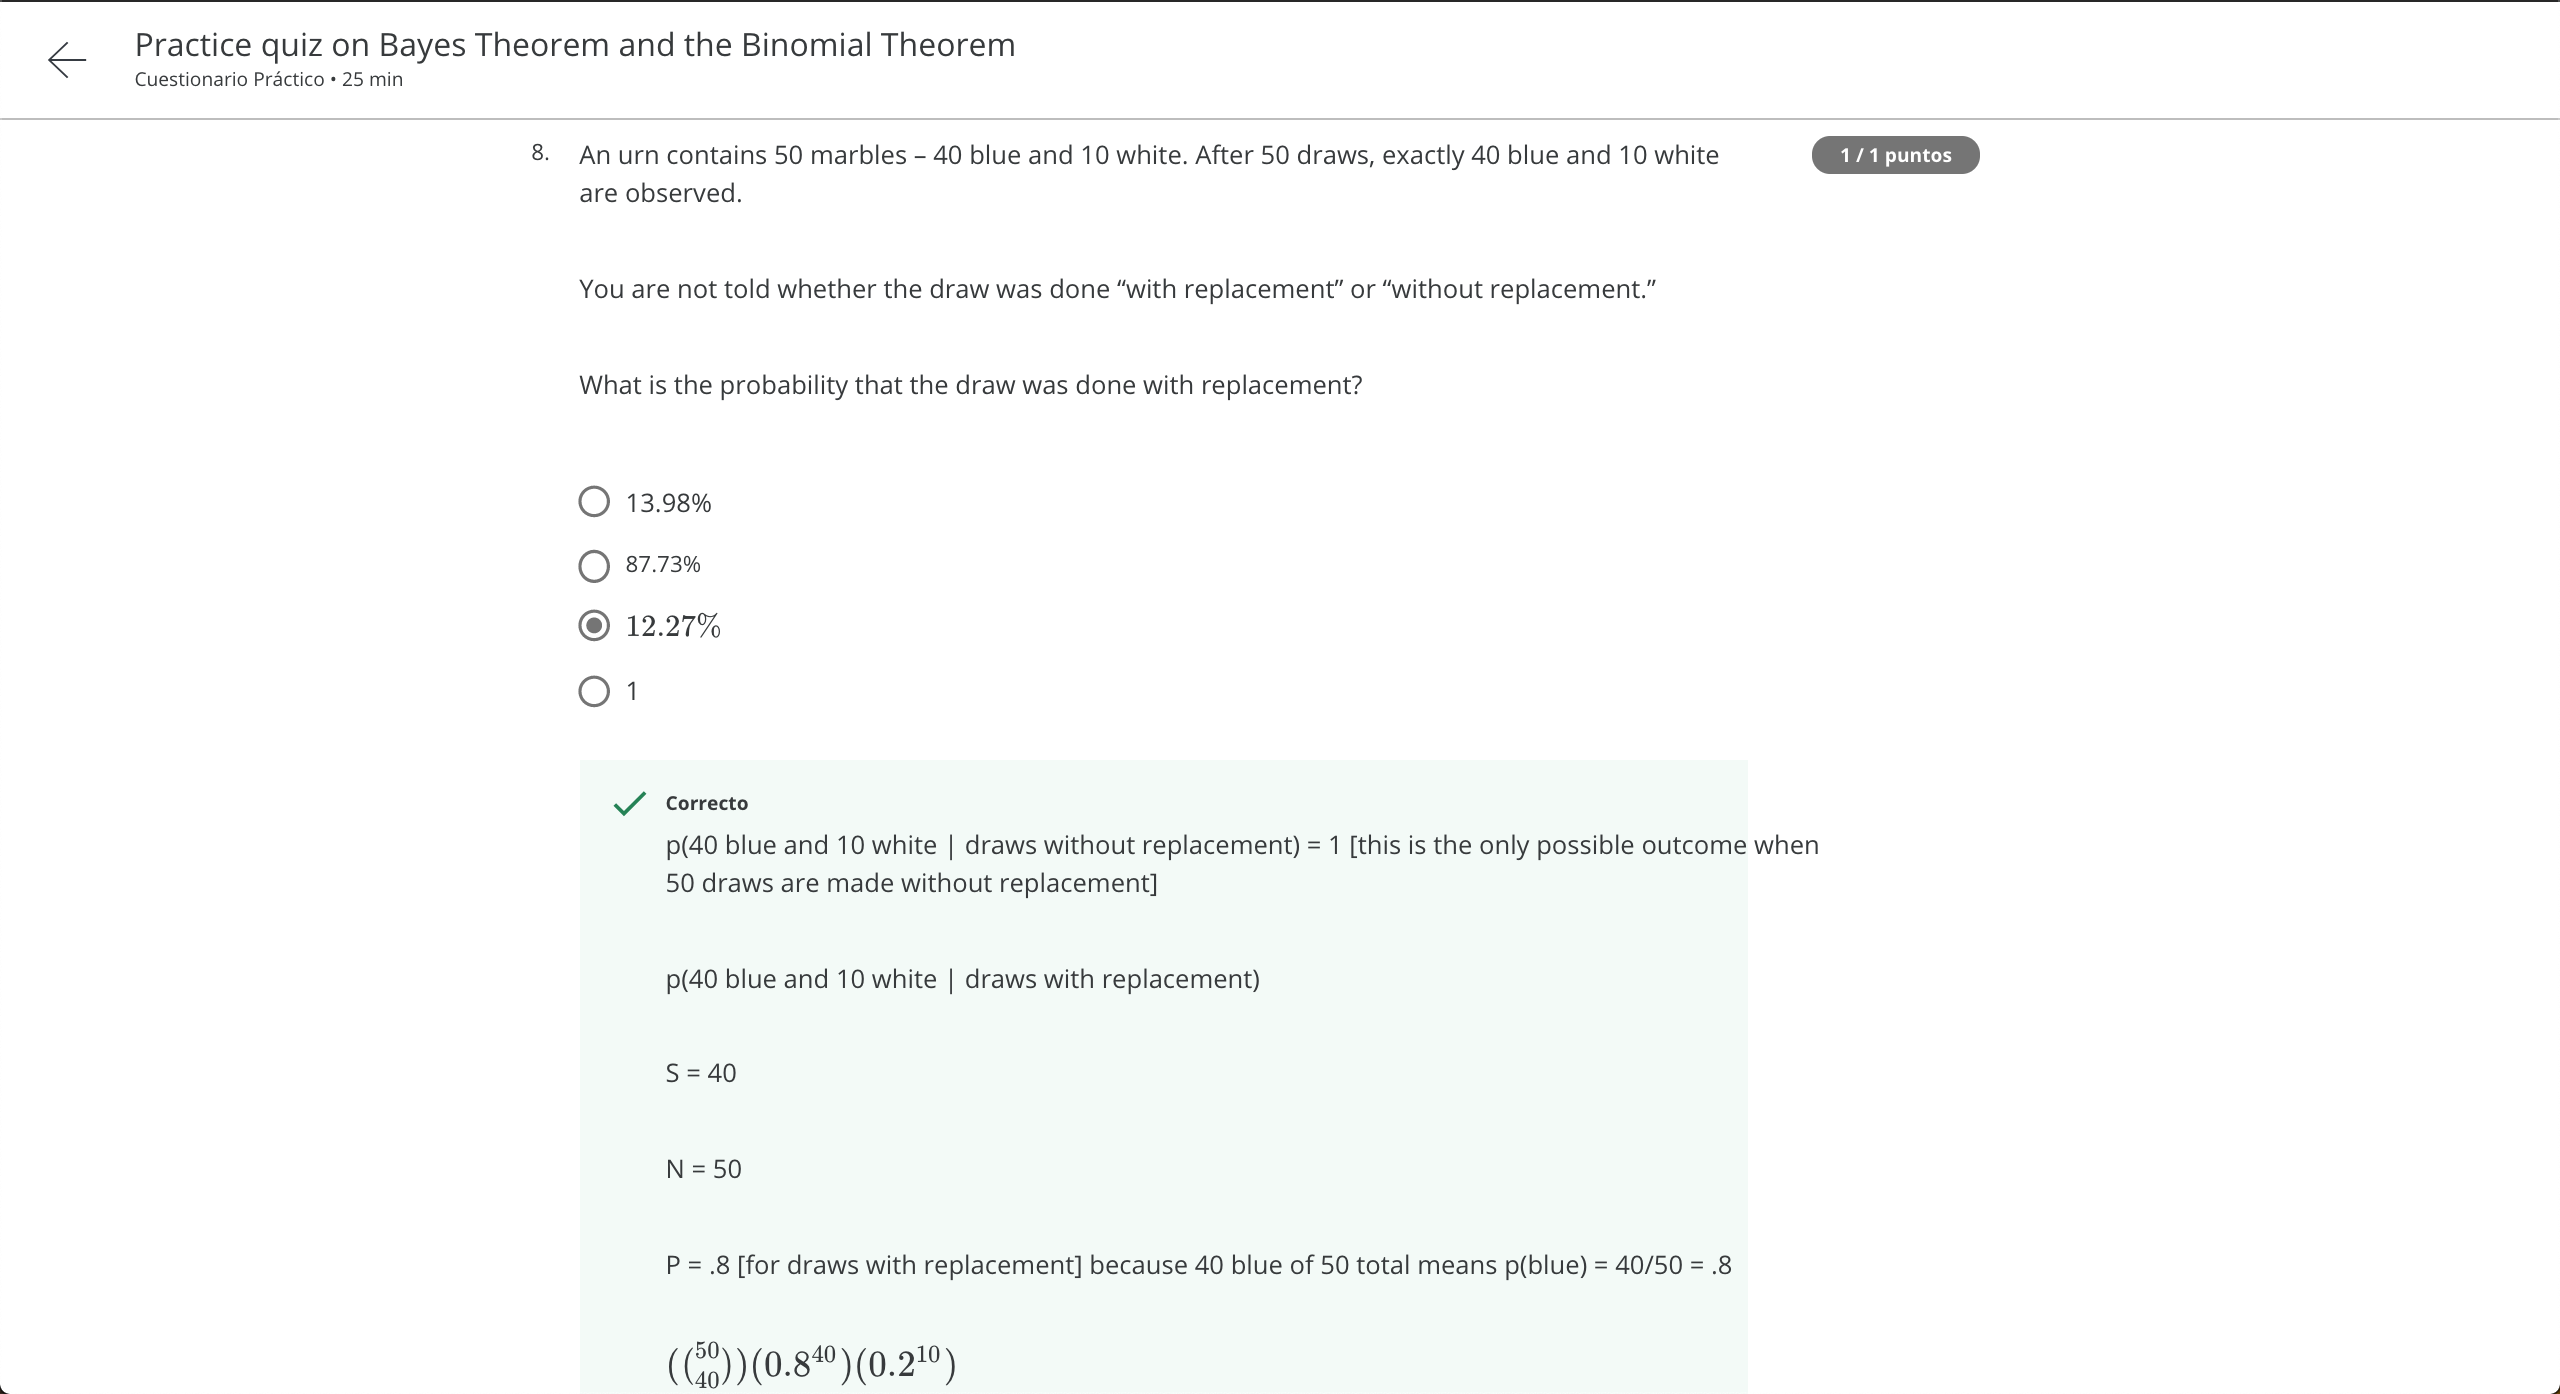 Practice quiz on Bayes Theorem and the Binomial Theorem
Cuestionario Práctico • 25 min
8. An urn contains 50 marbles – 40 blue and 10 white. After 50 draws, exactly 40 blue and 10 white
are observed.
1 / 1 puntos
You are not told whether the draw was done “with replacement” or “without replacement.”
What is the probability that the draw was done with replacement?
13.98%
87.73%
12.27%
1
Correcto
p(40 blue and 10 white | draws without replacement) = 1 [this is the only possible outcome when
50 draws are made without replacement]
p(40 blue and 10 white | draws with replacement)
S = 40
N = 50
P = .8 [for draws with replacement] because 40 blue of 50 total means p(blue) = 40/50 = .8
((50 40))(0.8^40)(0.2^10)